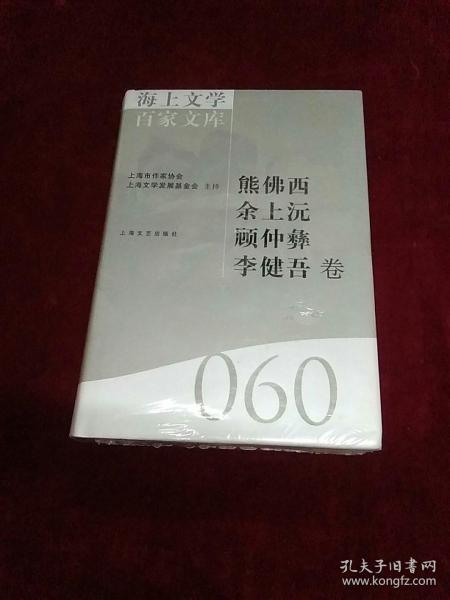 海上文学
百家文库
上海市作家协会
上海文学发展基金会 主持
上海文艺出版社
熊佛西
余上沅
顾仲彝
李健吾 卷
060
孔夫子旧书网
www.kongfz.com